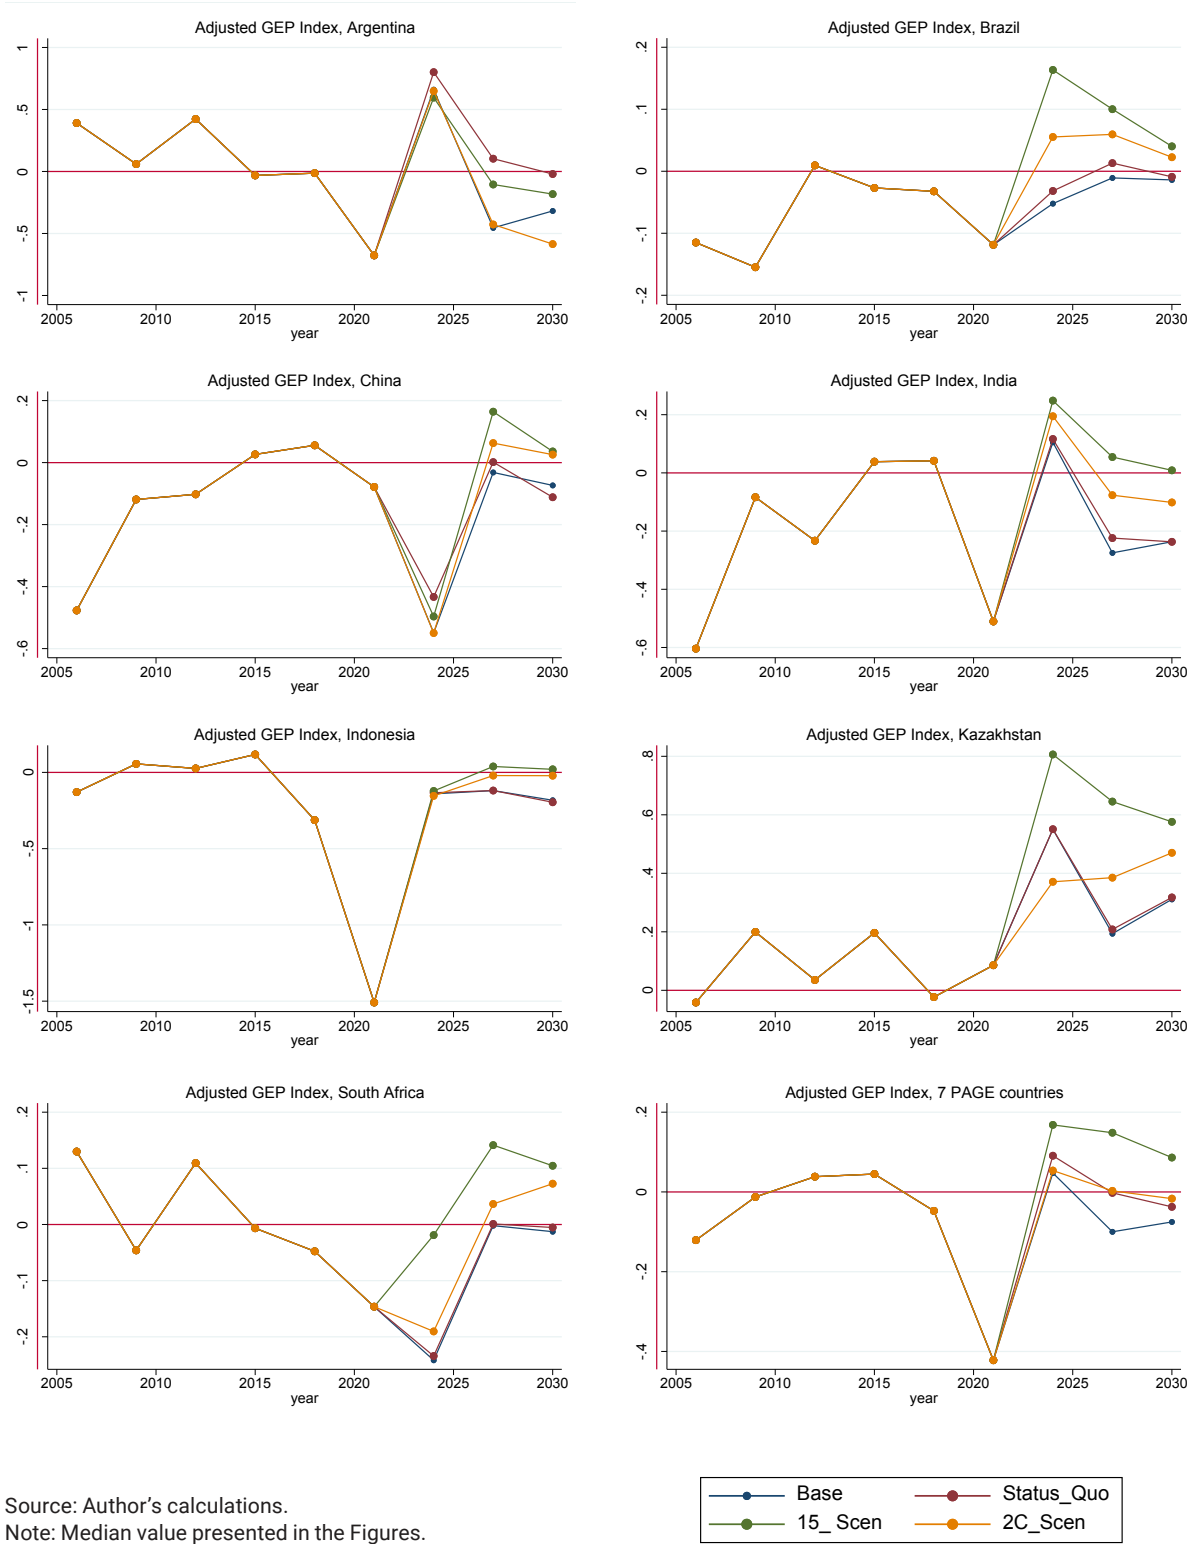 Adjusted GEP Index, Argentina
1
.5
0
-.5
-1
2005 2010 2015 2020 2025 2030
year
Adjusted GEP Index, Brazil
.2
.1
0
-.1
-.2
2005 2010 2015 2020 2025 2030
year
Adjusted GEP Index, China
.2
0
-.2
-.4
-.6
2005 2010 2015 2020 2025 2030
year
Adjusted GEP Index, India
.2
0
-.2
-.4
-.6
2005 2010 2015 2020 2025 2030
year
Adjusted GEP Index, Indonesia
0
-.5
-1
-1.5
2005 2010 2015 2020 2025 2030
year
Adjusted GEP Index, Kazakhstan
.8
.6
.4
.2
0
2005 2010 2015 2020 2025 2030
year
Adjusted GEP Index, South Africa
.2
.1
0
-.1
-.2
2005 2010 2015 2020 2025 2030
year
Adjusted GEP Index, 7 PAGE countries
.2
0
-.2
-.4
2005 2010 2015 2020 2025 2030
year
Source: Author’s calculations.
Note: Median value presented in the Figures.
Base Status_Quo
15_ Scen 2C_Scen